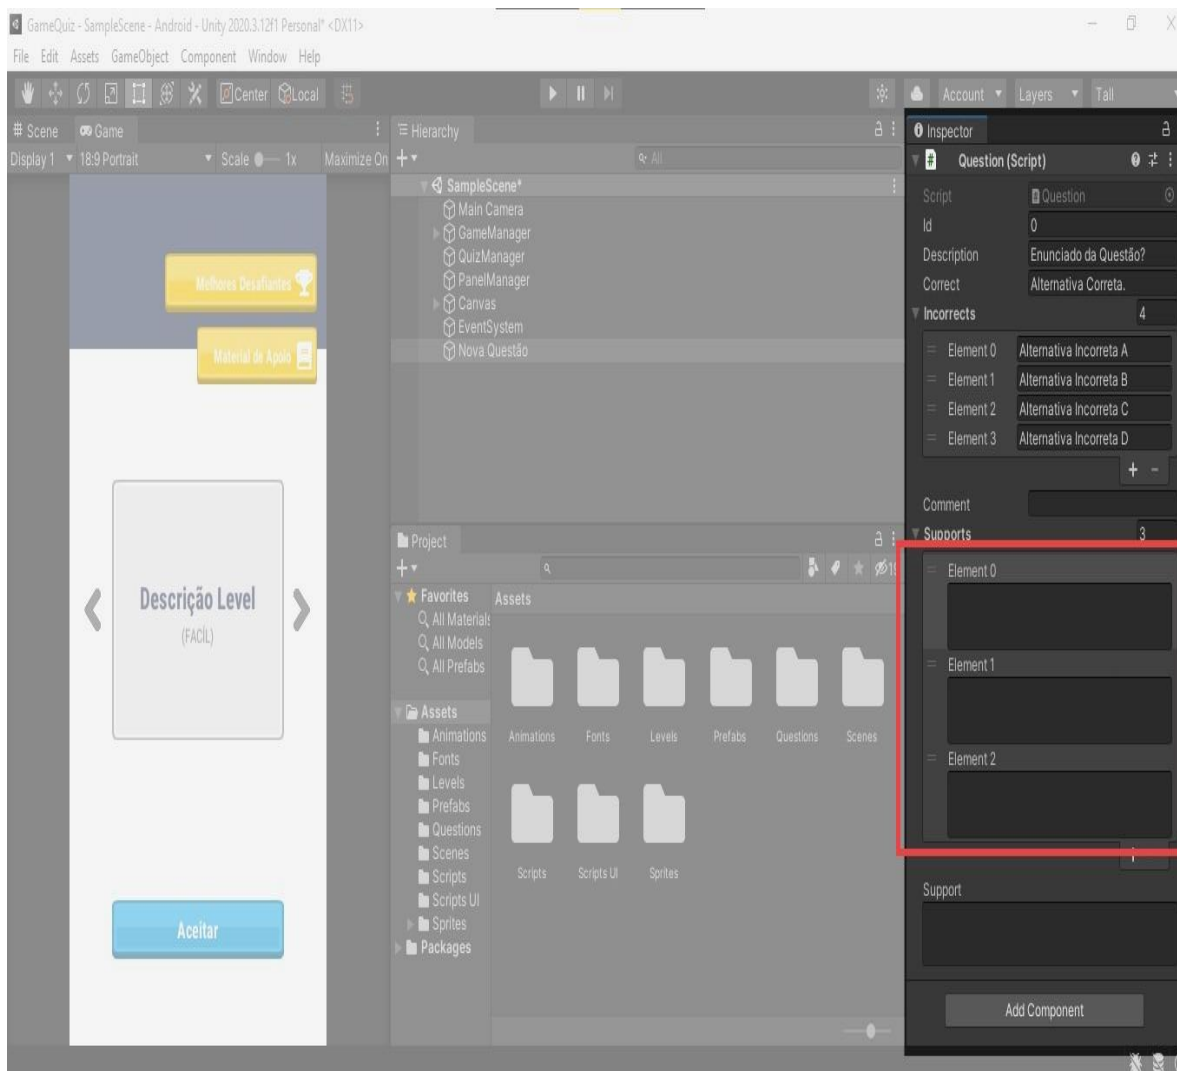 GameQuiz - SampleScene - Android - Unity 2020.3.12f1 Personal* <DX11>
File Edit Assets GameObject Component Window Help
Center Local
Account Layers Tall
Scene Game
Display 1 18:9 Portrait Scale 1x Maximize On
Melhores Desafiantes
Material de Apoio
Descrição Level
(FACÍL)
Aceitar
Hierarchy
All
SampleScene*
Main Camera
GameManager
QuizManager
PanelManager
Canvas
EventSystem
Nova Questão
Project
Favorites
All Materials
All Models
All Prefabs
Assets
Animations
Fonts
Levels
Prefabs
Questions
Scenes
Scripts
Scripts UI
Sprites
Packages
Assets
Animations Fonts Levels Prefabs Questions Scenes
Scripts Scripts UI Sprites
Inspector
Question (Script)
Script Question
Id 0
Description Enunciado da Questão?
Correct Alternativa Correta.
Incorrects 4
Element 0 Alternativa Incorreta A
Element 1 Alternativa Incorreta B
Element 2 Alternativa Incorreta C
Element 3 Alternativa Incorreta D
Comment
Supports 3
Element 0
Element 1
Element 2
Support
Add Component